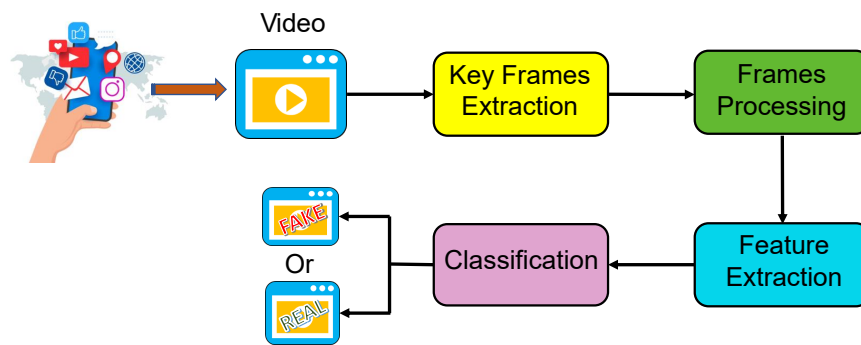 Video
Key Frames
Extraction
Frames
Processing
FAKE
Or
REAL
Classification
Feature
Extraction